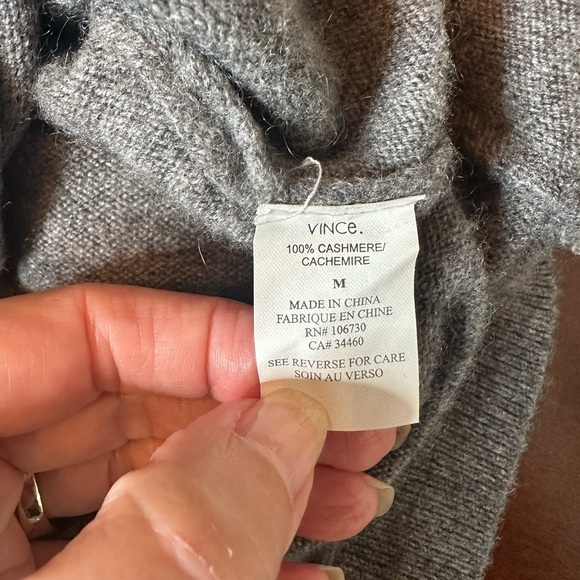 VINCe.
100% CASHMERE/
CACHEMIRE
M
MADE IN CHINA
FABRIQUE EN CHINE
RN# 106730
CA# 34460
SEE REVERSE FOR CARE
SOIN AU VERSO